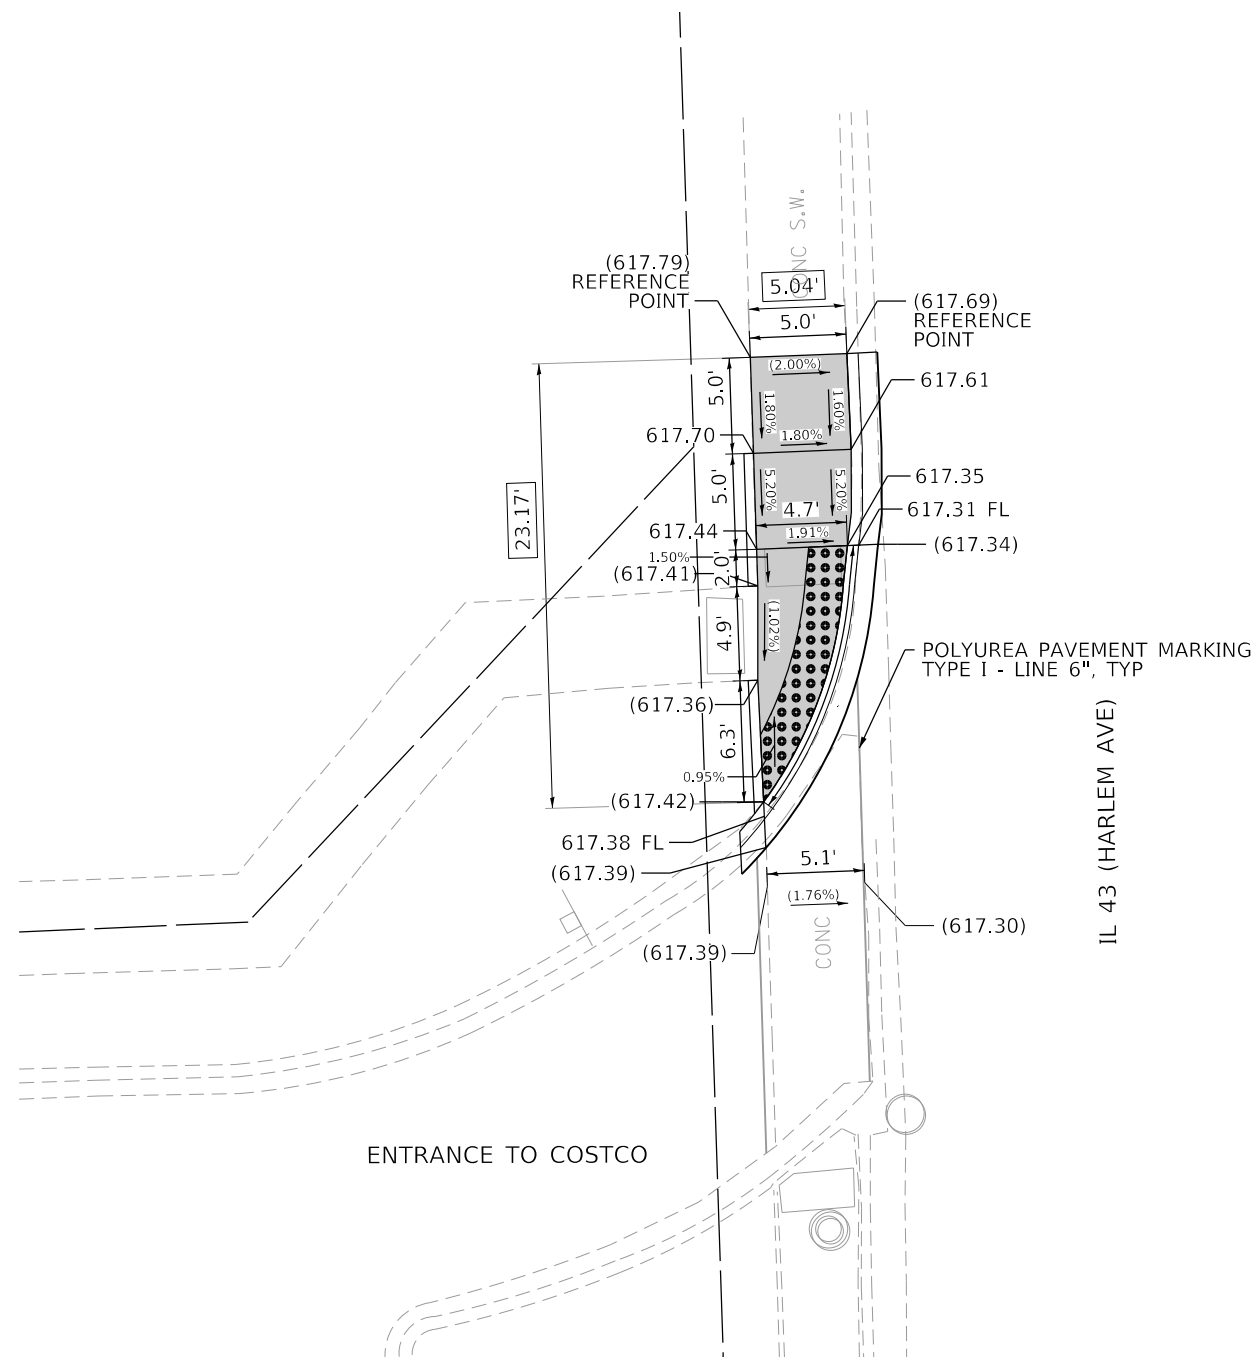 CONC S.W.
(617.79)
REFERENCE
POINT
5.04'
5.0'
(617.69)
REFERENCE
POINT
(2.00%)
5.0'
1.80%
1.60%
617.61
617.70
1.80%
5.0'
5.20%
5.20%
617.35
4.7'
617.31 FL
23.17'
617.44
1.91%
(617.34)
1.50%
(617.41)
2.0'
(1.02%)
4.9'
POLYUREA PAVEMENT MARKING
TYPE I - LINE 6", TYP
(617.36)
6.3'
0.95%
(617.42)
617.38 FL
(617.39)
5.1'
(1.76%)
IL 43 (HARLEM AVE)
(617.30)
CONC
(617.39)
ENTRANCE TO COSTCO